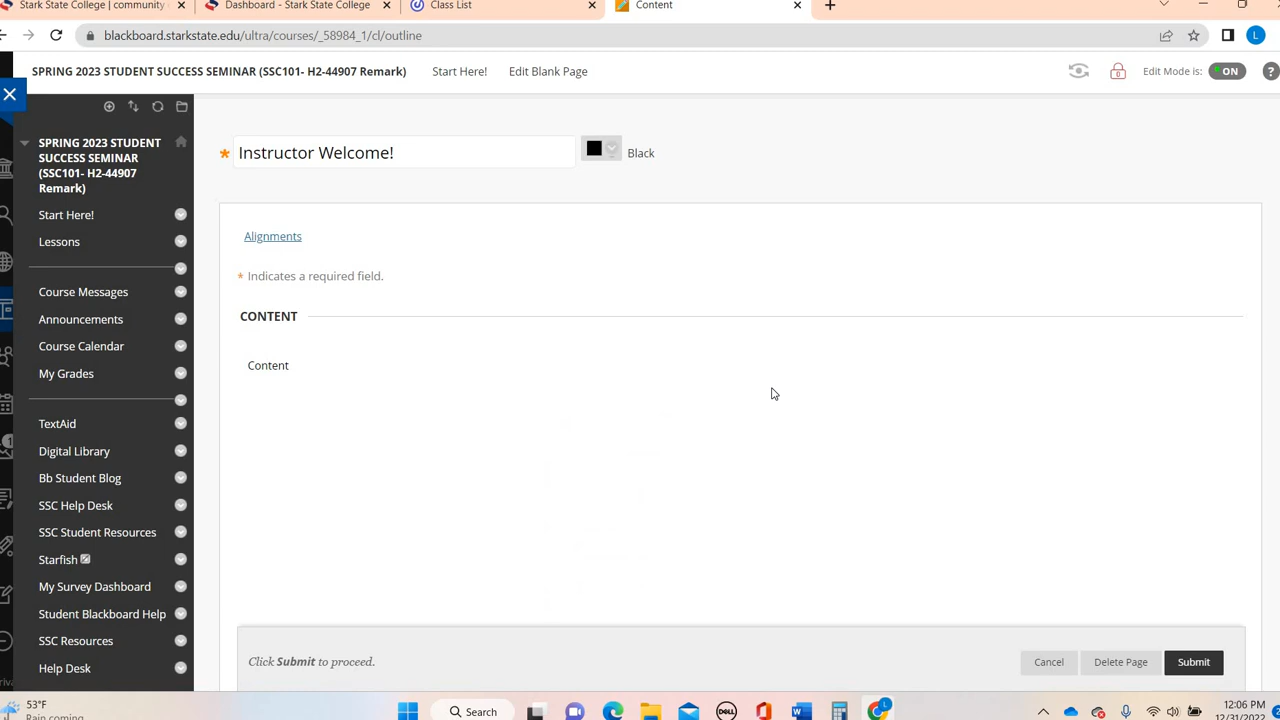 Stark State College | community
Dashboard - Stark State College
Class List
Content
blackboard.starkstate.edu/ultra/courses/_58984_1/cl/outline
SPRING 2023 STUDENT SUCCESS SEMINAR (SSC101- H2-44907 Remark)
Start Here!
Edit Blank Page
Edit Mode is:
ON
?
SPRING 2023 STUDENT
SUCCESS SEMINAR
(SSC101- H2-44907
Remark)
Start Here!
Lessons
Course Messages
Announcements
Course Calendar
My Grades
TextAid
Digital Library
Bb Student Blog
SSC Help Desk
SSC Student Resources
Starfish
My Survey Dashboard
Student Blackboard Help
SSC Resources
Help Desk
* Instructor Welcome!
Black
Alignments
* Indicates a required field.
CONTENT
Content
Click Submit to proceed.
Cancel
Delete Page
Submit
53°F
Rain coming
Search
DELL
L
12:06 PM